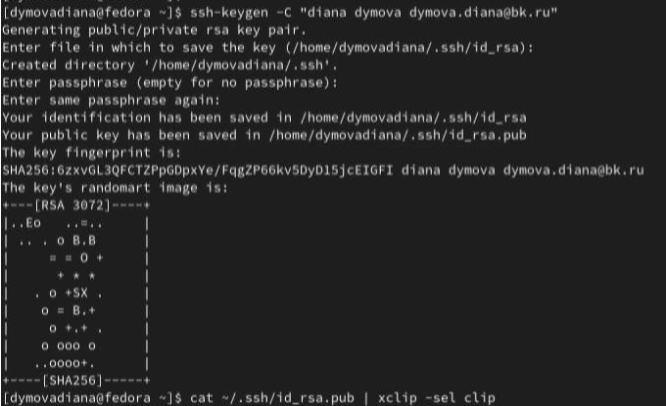 [dymovadiana@fedora ~]$ ssh-keygen -C "diana dymova dymova.diana@bk.ru"
Generating public/private rsa key pair.
Enter file in which to save the key (/home/dymovadiana/.ssh/id_rsa):
Created directory '/home/dymovadiana/.ssh'.
Enter passphrase (empty for no passphrase):
Enter same passphrase again:
Your identification has been saved in /home/dymovadiana/.ssh/id_rsa
Your public key has been saved in /home/dymovadiana/.ssh/id_rsa.pub
The key fingerprint is:
SHA256:6zxvGL3QFCTZPpGDpxYe/FqgZP66kv5DyD15jcEIGFI diana dymova dymova.diana@bk.ru
The key's randomart image is:
+---[RSA 3072]----+
|..Eo   ..=..     |
| .. . o B.B      |
|     = = O +     |
|      + * *      |
|   . o +SX .     |
|    o = B.+      |
|     o +.+ .     |
|    o ooo o      |
|   ..oooo+.      |
+----[SHA256]-----+
[dymovadiana@fedora ~]$ cat ~/.ssh/id_rsa.pub | xclip -sel clip